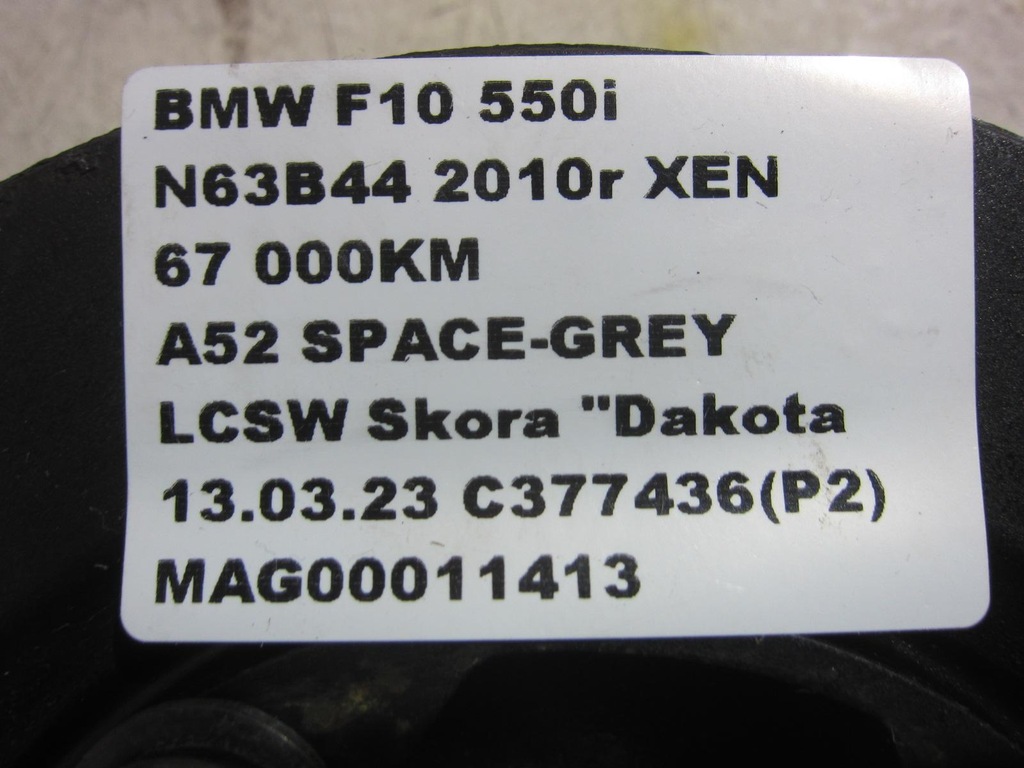 BMW F10 550i
N63B44 2010r XEN
67 000KM
A52 SPACE-GREY
LCSW Skora "Dakota
13.03.23 C377436(P2)
MAG00011413